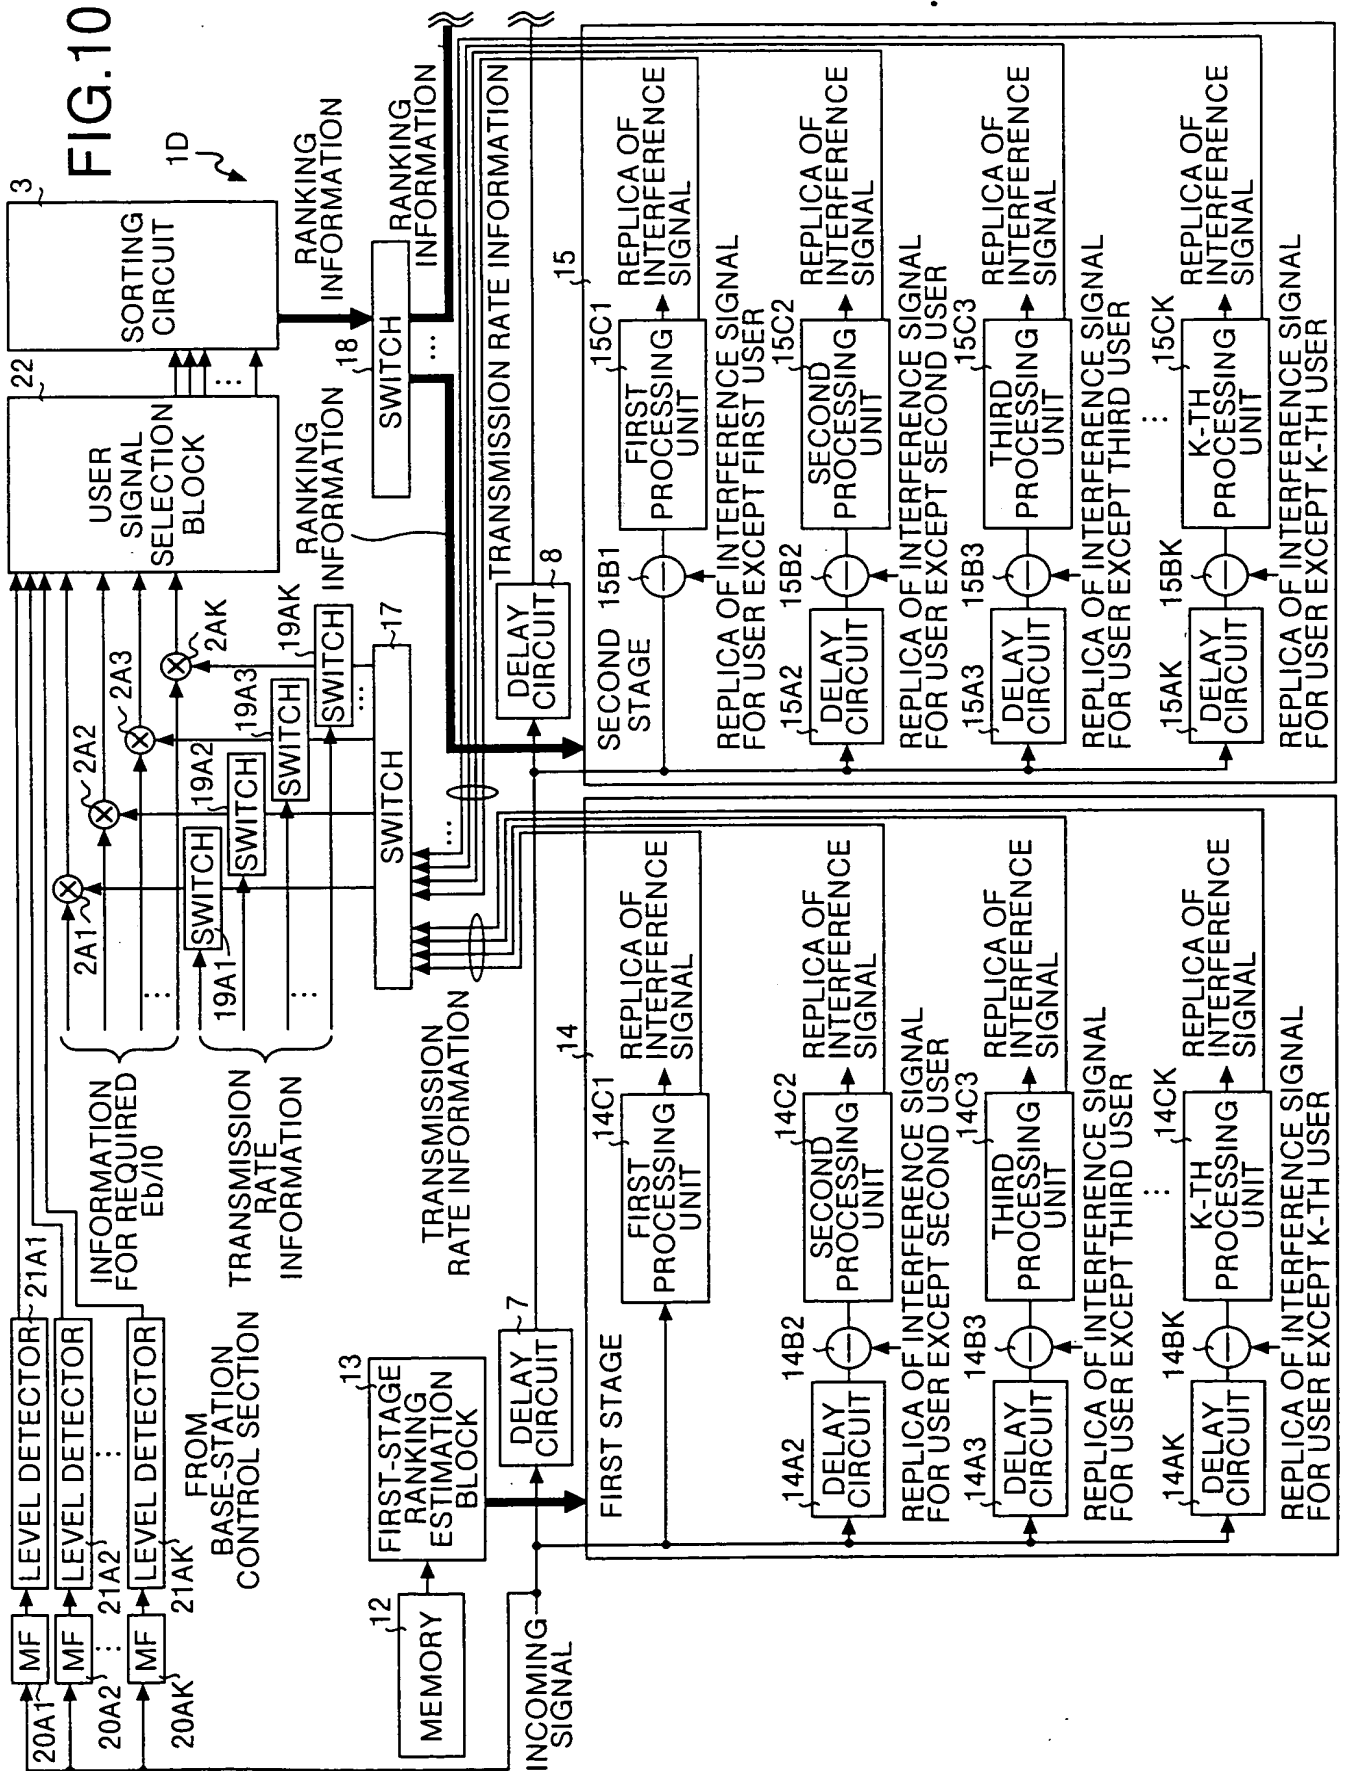 FIG.10
1D
3
SORTING
CIRCUIT
22
USER
SIGNAL
SELECTION
BLOCK
RANKING
INFORMATION
SWITCH
18
RANKING
INFORMATION
RANKING
INFORMATION
TRANSMISSION RATE INFORMATION
2A1
2A2
2A3
2AK
SWITCH
19A1
SWITCH
19A2
SWITCH
19A3
SWITCH
19AK
...
...
...
...
...
...
SWITCH
17
INFORMATION
FOR REQUIRED
Eb/I0
TRANSMISSION
RATE
INFORMATION
TRANSMISSION
RATE INFORMATION
FROM
BASE-STATION
CONTROL SECTION
MF
20A1
LEVEL DETECTOR
21A1
MF
20A2
LEVEL DETECTOR
21A2
...
...
MF
20AK
LEVEL DETECTOR
21AK
12
MEMORY
13
FIRST-STAGE
RANKING
ESTIMATION
BLOCK
INCOMING
SIGNAL
DELAY
CIRCUIT
7
DELAY
CIRCUIT
8
FIRST STAGE
14
14C1
FIRST
PROCESSING
UNIT
REPLICA OF
INTERFERENCE
SIGNAL
14A2
DELAY
CIRCUIT
14B2
14C2
SECOND
PROCESSING
UNIT
REPLICA OF
INTERFERENCE
SIGNAL
REPLICA OF INTERFERENCE SIGNAL
FOR USER EXCEPT SECOND USER
14A3
DELAY
CIRCUIT
14B3
14C3
THIRD
PROCESSING
UNIT
REPLICA OF
INTERFERENCE
SIGNAL
REPLICA OF INTERFERENCE SIGNAL
FOR USER EXCEPT THIRD USER
...
14AK
DELAY
CIRCUIT
14BK
14CK
K-TH
PROCESSING
UNIT
REPLICA OF
INTERFERENCE
SIGNAL
REPLICA OF INTERFERENCE SIGNAL
FOR USER EXCEPT K-TH USER
SECOND
STAGE
15
15B1
15C1
FIRST
PROCESSING
UNIT
REPLICA OF
INTERFERENCE
SIGNAL
REPLICA OF INTERFERENCE SIGNAL
FOR USER EXCEPT FIRST USER
15A2
DELAY
CIRCUIT
15B2
15C2
SECOND
PROCESSING
UNIT
REPLICA OF
INTERFERENCE
SIGNAL
REPLICA OF INTERFERENCE SIGNAL
FOR USER EXCEPT SECOND USER
15A3
DELAY
CIRCUIT
15B3
15C3
THIRD
PROCESSING
UNIT
REPLICA OF
INTERFERENCE
SIGNAL
REPLICA OF INTERFERENCE SIGNAL
FOR USER EXCEPT THIRD USER
...
15AK
DELAY
CIRCUIT
15BK
15CK
K-TH
PROCESSING
UNIT
REPLICA OF
INTERFERENCE
SIGNAL
REPLICA OF INTERFERENCE SIGNAL
FOR USER EXCEPT K-TH USER